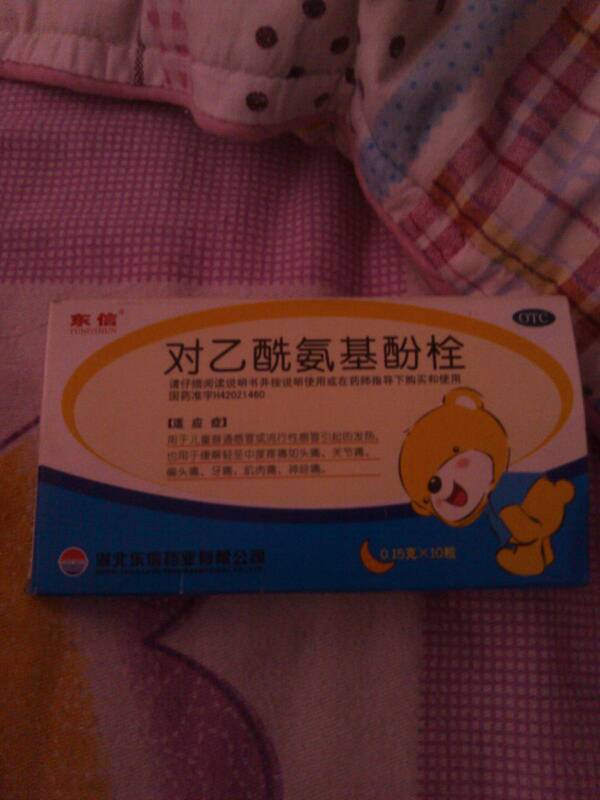 东信
OTC
对乙酰氨基酚栓
请仔细阅读说明书并按说明使用或在药师指导下购买和使用
国药准字H42021460
【适应症】
用于儿童普通感冒或流行性感冒引起的发热。
也用于缓解轻至中度疼痛如头痛、关节痛、
偏头痛、牙痛、肌肉痛、神经痛。
0.15克×10粒
湖北东信药业有限公司